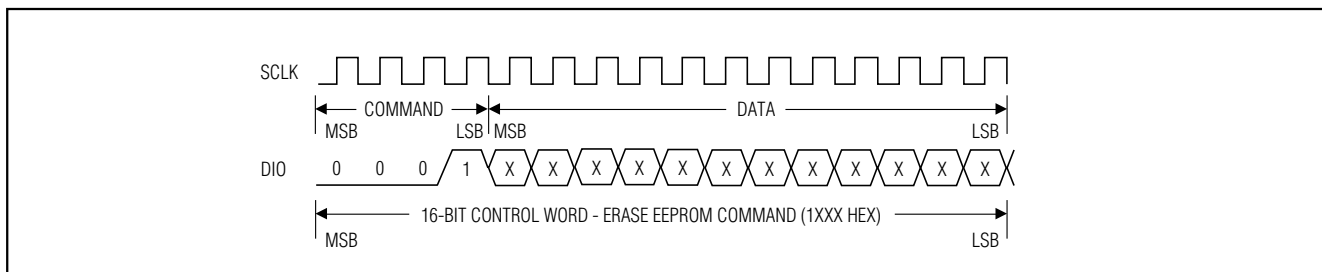 SCLK
COMMAND DATA
MSB LSB MSB LSB
DIO 0 0 0 1 X X X X X X X X X X X X
16-BIT CONTROL WORD - ERASE EEPROM COMMAND (1XXX HEX)
MSB LSB